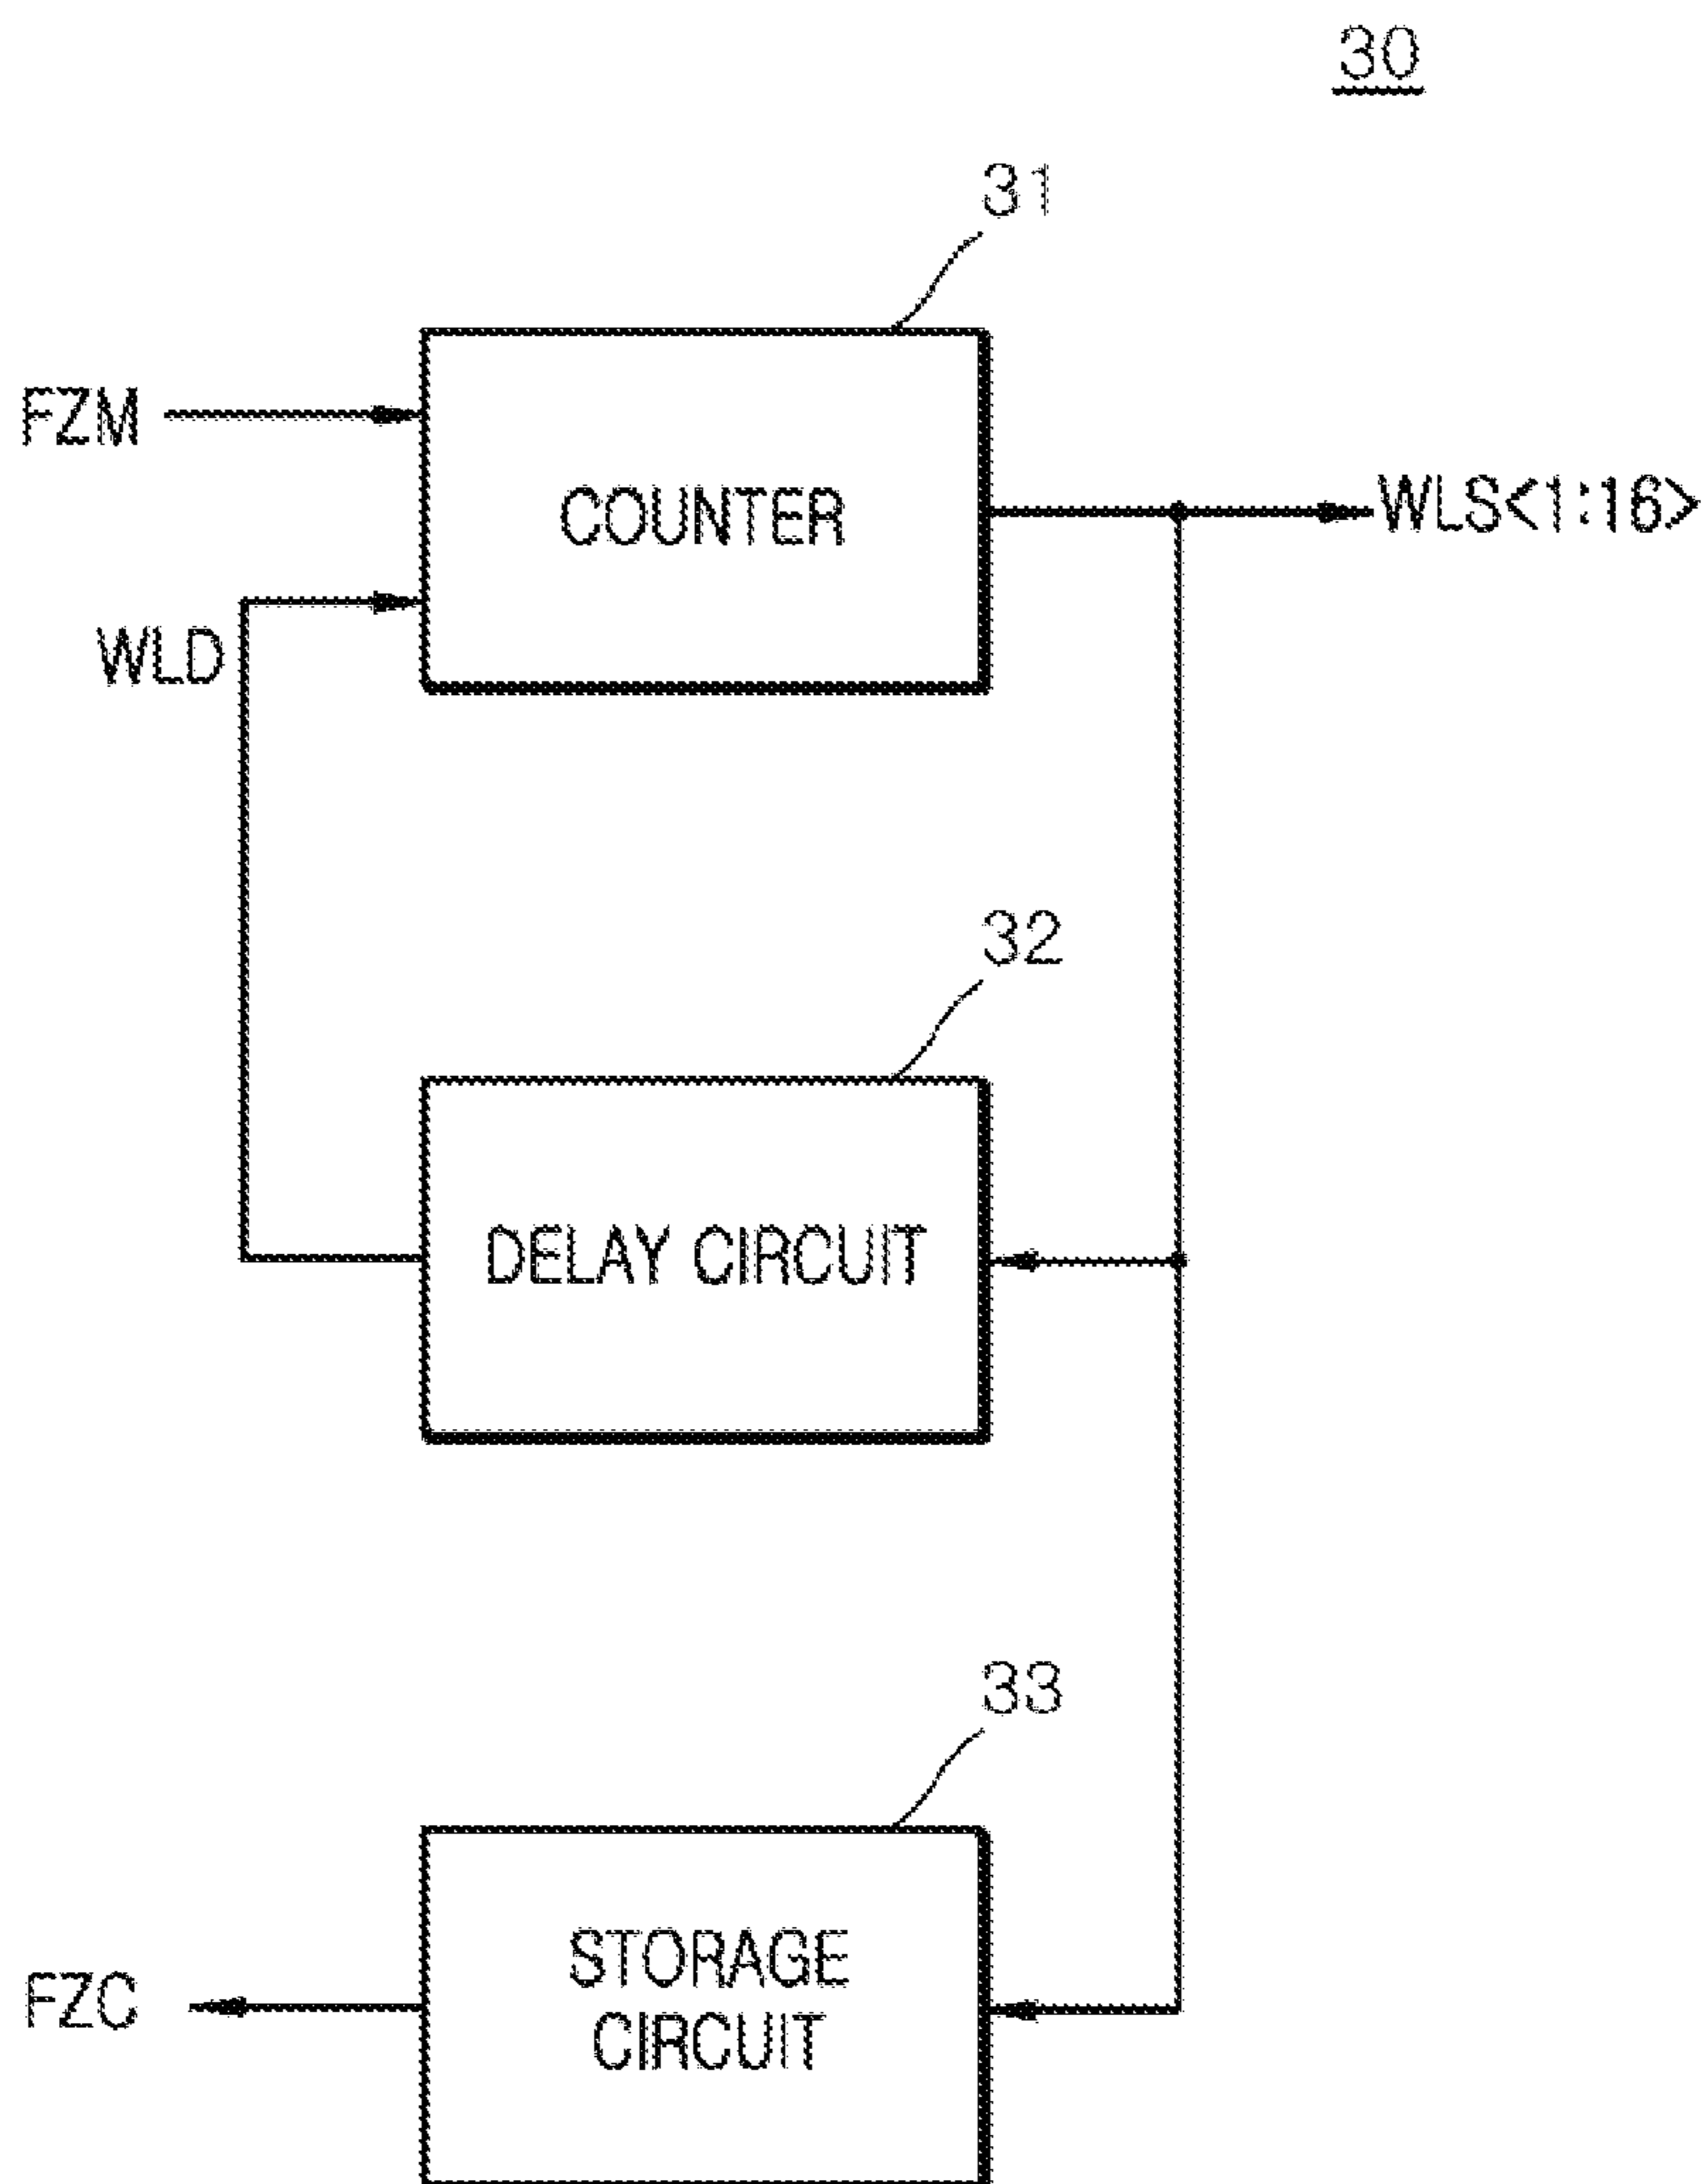 30
31
FZM
COUNTER
WLS<1:16>
WLD
32
DELAY CIRCUIT
33
STORAGE
CIRCUIT
FZC